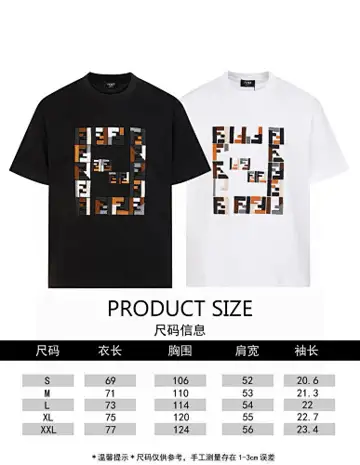 PRODUCT SIZE
尺码信息
尺码 衣长 胸围 肩宽 袖长
S 69 106 52 20.6
M 71 110 53 21.3
L 73 114 54 22
XL 75 120 55 22.7
XXL 77 124 56 23.4
* 温馨提示 * 尺码仅供参考，手工测量存在 1-3cm 误差